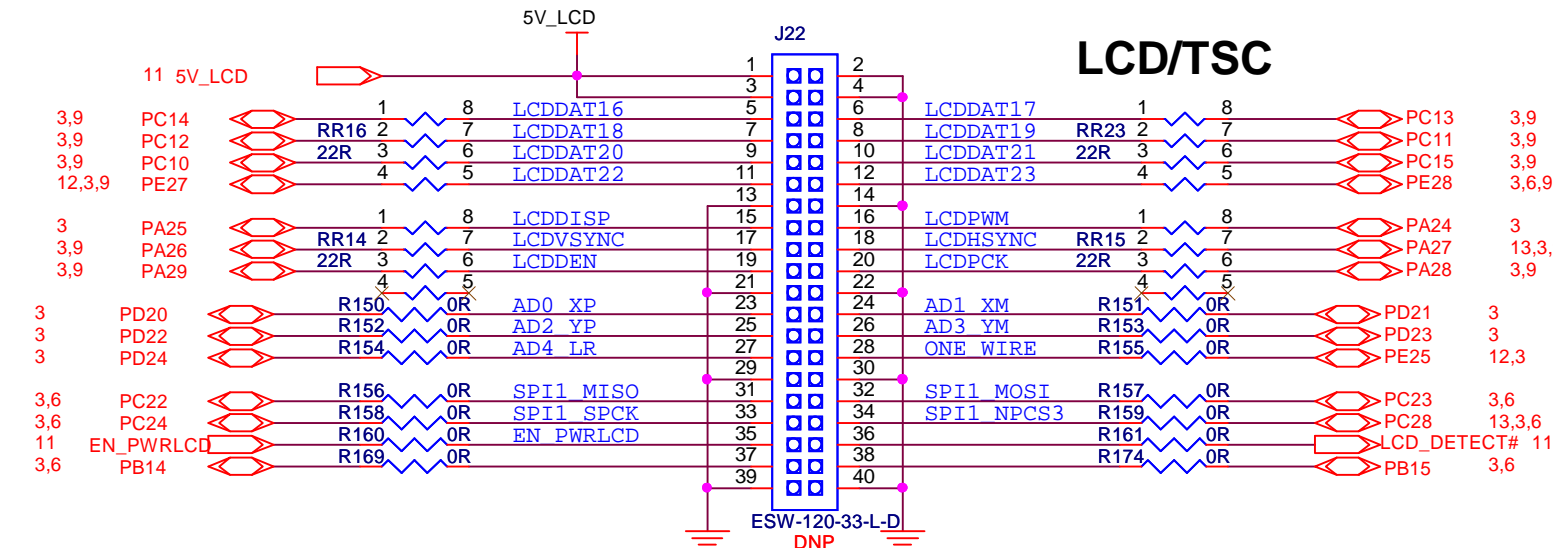 5V_LCD
J22
LCD/TSC
11 5V_LCD 1 2
3 4
3,9 PC14 1 8 LCDDAT16 5 6 LCDDAT17 1 8 PC13 3,9
3,9 PC12 RR16 2 7 LCDDAT18 7 8 LCDDAT19 RR23 2 7 PC11 3,9
3,9 PC10 22R 3 6 LCDDAT20 9 10 LCDDAT21 22R 3 6 PC15 3,9
12,3,9 PE27 4 5 LCDDAT22 11 12 LCDDAT23 4 5 PE28 3,6,9
13 14
3 PA25 1 8 LCDDISP 15 16 LCDPWM 1 8 PA24 3
3,9 PA26 RR14 2 7 LCDVSYNC 17 18 LCDHSYNC RR15 2 7 PA27 13,3,
3,9 PA29 22R 3 6 LCDDEN 19 20 LCDPCK 22R 3 6 PA28 3,9
4 5 21 22 4 5
3 PD20 R150 0R AD0_XP 23 24 AD1_XM R151 0R PD21 3
3 PD22 R152 0R AD2_YP 25 26 AD3_YM R153 0R PD23 3
3 PD24 R154 0R AD4_LR 27 28 ONE_WIRE R155 0R PE25 12,3
29 30
3,6 PC22 R156 0R SPI1_MISO 31 32 SPI1_MOSI R157 0R PC23 3,6
3,6 PC24 R158 0R SPI1_SPCK 33 34 SPI1_NPCS3 R159 0R PC28 13,3,6
11 EN_PWRLCD R160 0R EN_PWRLCD 35 36 R161 0R LCD_DETECT# 11
3,6 PB14 R169 0R 37 38 R174 0R PB15 3,6
39 40
ESW-120-33-L-D
DNP